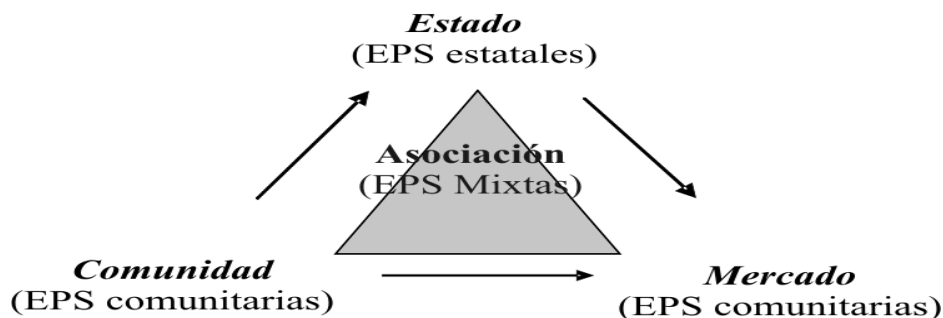 Estado
(EPS estatales)
Asociación
(EPS Mixtas)
Comunidad
(EPS comunitarias)
Mercado
(EPS comunitarias)